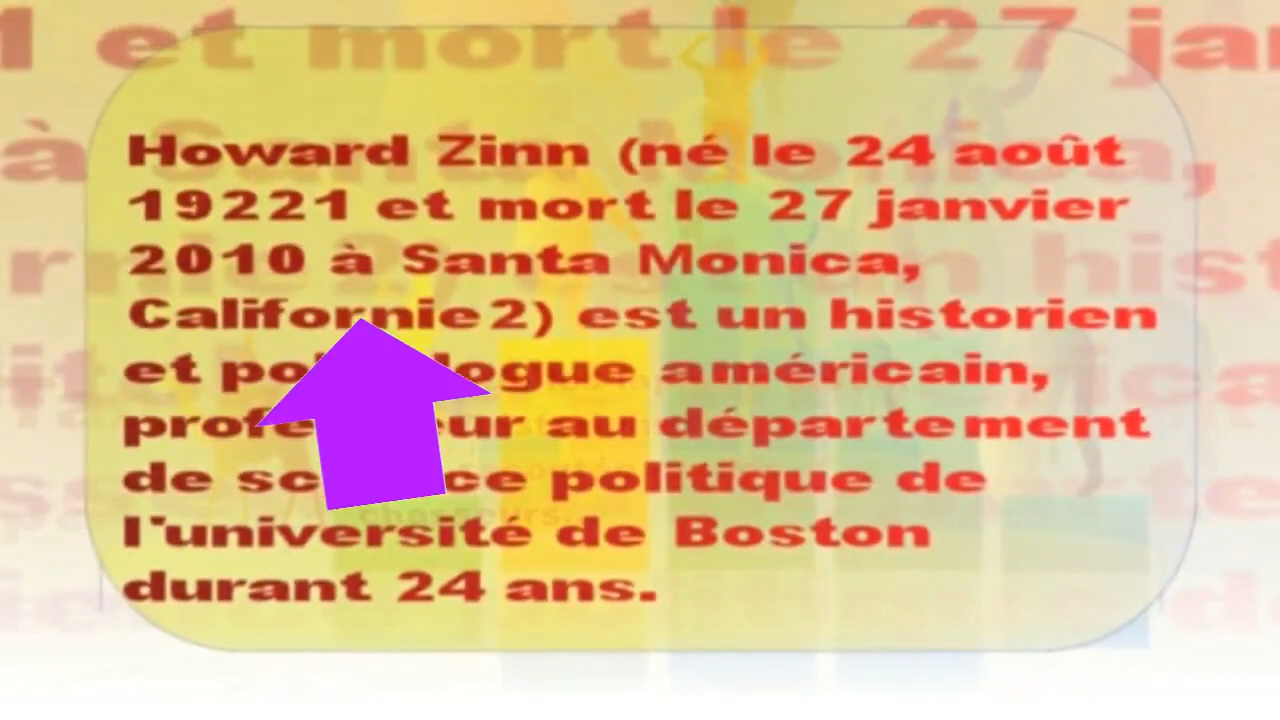 Howard Zinn (né le 24 août
19221 et mort le 27 janvier
2010 à Santa Monica,
Californie2) est un historien
et américain,
au département
de politique de
l'université de Boston
durant 24 ans.